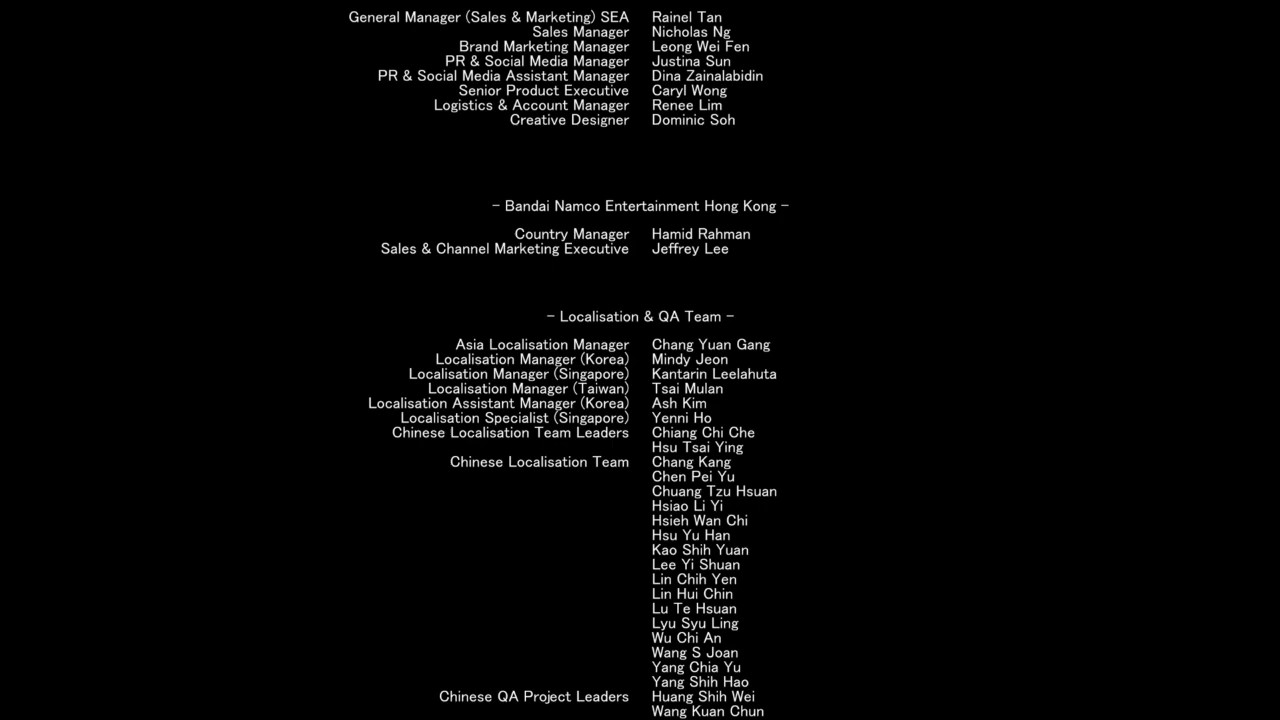 General Manager (Sales & Marketing) SEA Rainel Tan
Sales Manager Nicholas Ng
Brand Marketing Manager Leong Wei Fen
PR & Social Media Manager Justina Sun
PR & Social Media Assistant Manager Dina Zainalabidin
Senior Product Executive Caryl Wong
Logistics & Account Manager Renee Lim
Creative Designer Dominic Soh
- Bandai Namco Entertainment Hong Kong -
Country Manager Hamid Rahman
Sales & Channel Marketing Executive Jeffrey Lee
- Localisation & QA Team -
Asia Localisation Manager Chang Yuan Gang
Localisation Manager (Korea) Mindy Jeon
Localisation Manager (Singapore) Kantarin Leelahuta
Localisation Manager (Taiwan) Tsai Mulan
Localisation Assistant Manager (Korea) Ash Kim
Localisation Specialist (Singapore) Yenni Ho
Chinese Localisation Team Leaders Chiang Chi Che
Hsu Tsai Ying
Chinese Localisation Team Chang Kang
Chen Pei Yu
Chuang Tzu Hsuan
Hsiao Li Yi
Hsieh Wan Chi
Hsu Yu Han
Kao Shih Yuan
Lee Yi Shuan
Lin Chih Yen
Lin Hui Chin
Lu Te Hsuan
Lyu Syu Ling
Wu Chi An
Wang S Joan
Yang Chia Yu
Yang Shih Hao
Chinese QA Project Leaders Huang Shih Wei
Wang Kuan Chun